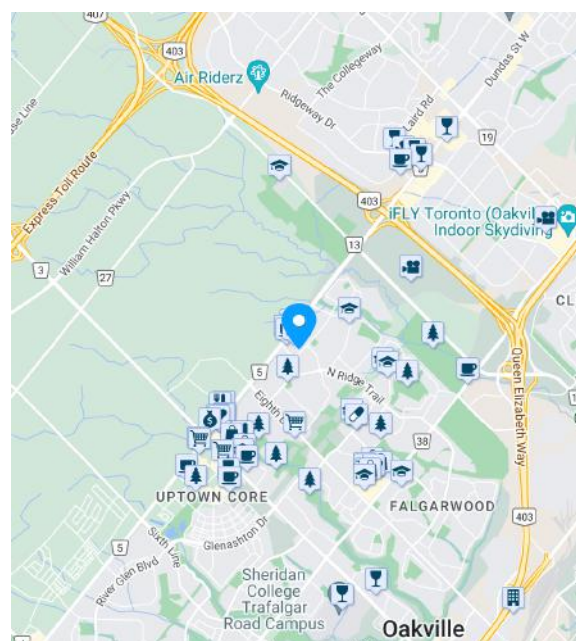 407
403
Air Riderz
The Collegeway
Dundas St W
Ridgeway Dr
Laird Rd
19
Express-Toll Route
William Halton Pkwy
403
iFLY Toronto (Oakvil
Indoor Skydiving
13
3
27
CL
5
N Ridge Trail
Eighth L
Queen Elizabeth Way
38
UPTOWN CORE
FALGARWOOD
403
Sixth Line
Glenashton Dr
5
River Glen Blvd
Sheridan
College
Trafalgar
Road Campus
Oakville